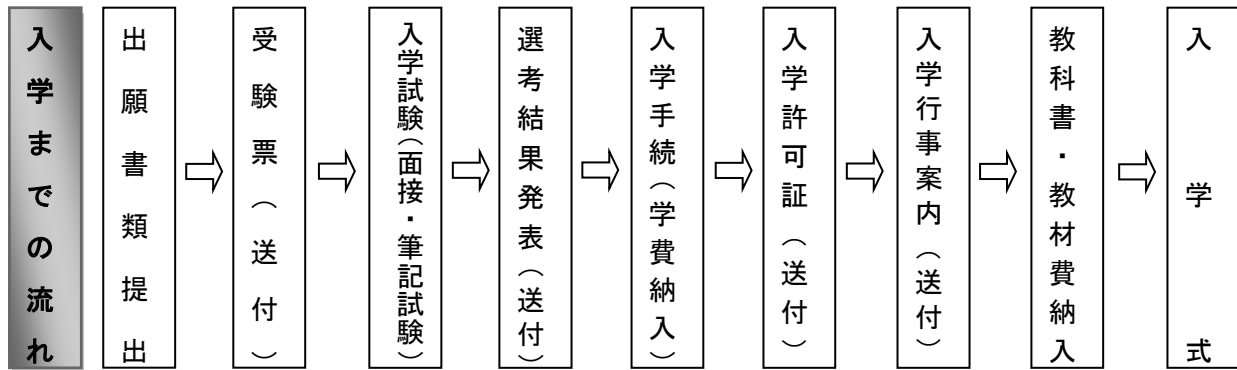 入学までの流れ
出願書類提出
受験票（送付）
入学試験（面接・筆記試験）
選考結果発表（送付）
入学手続（学費納入）
入学許可証（送付）
入学行事案内（送付）
教科書・教材費納入
入学式